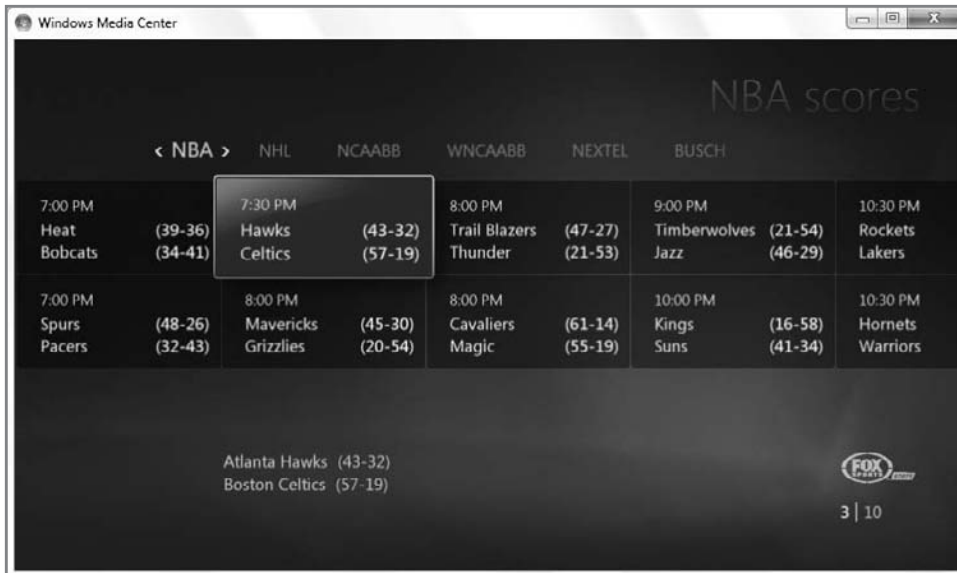 Windows Media Center
NBA scores
‹ NBA › NHL NCAABB WNCAABB NEXTEL BUSCH
7:00 PM
Heat (39-36)
Bobcats (34-41)
7:30 PM
Hawks (43-32)
Celtics (57-19)
8:00 PM
Trail Blazers (47-27)
Thunder (21-53)
9:00 PM
Timberwolves (21-54)
Jazz (46-29)
10:30 PM
Rockets
Lakers
7:00 PM
Spurs (48-26)
Pacers (32-43)
8:00 PM
Mavericks (45-30)
Grizzlies (20-54)
8:00 PM
Cavaliers (61-14)
Magic (55-19)
10:00 PM
Kings (16-58)
Suns (41-34)
10:30 PM
Hornets
Warriors
Atlanta Hawks (43-32)
Boston Celtics (57-19)
FOX
SPORTS
3 | 10